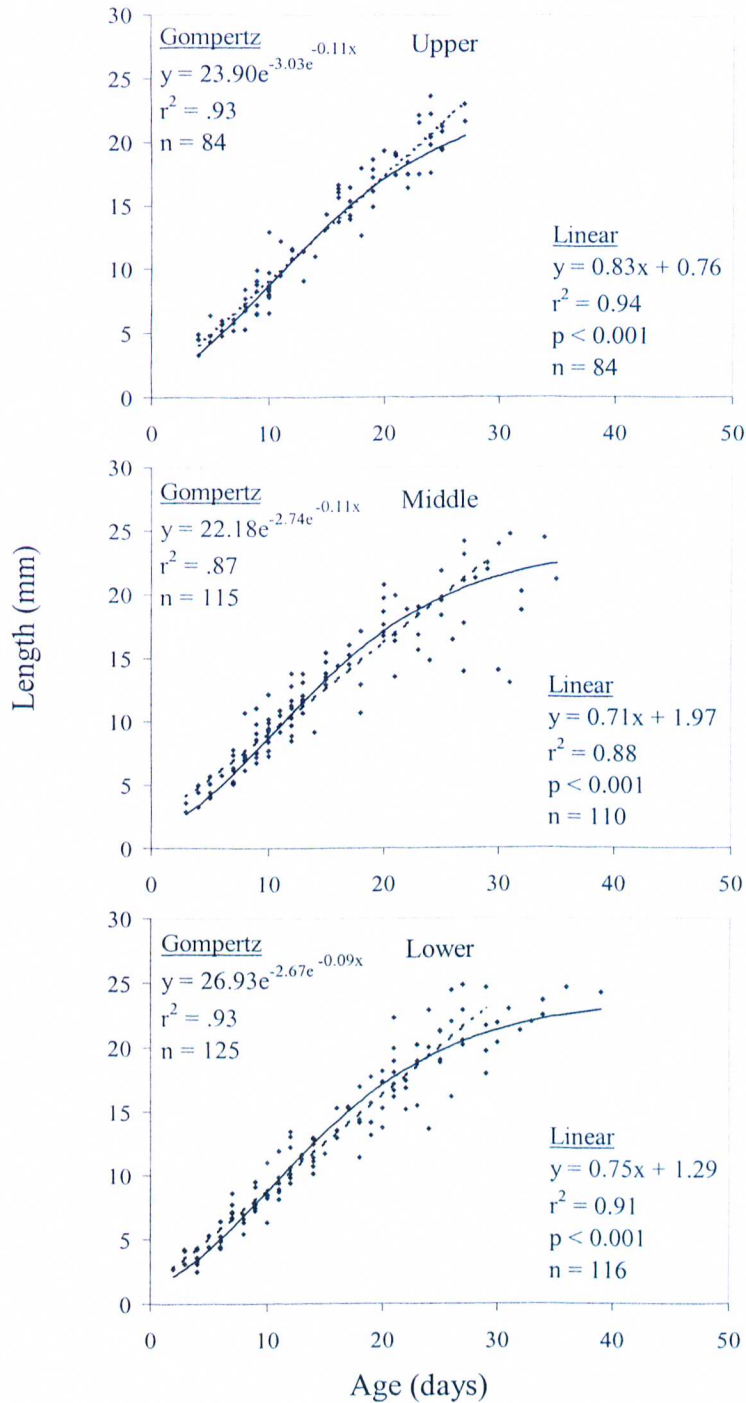 30
25
20
15
10
5
0
Gompertz
y = 23.90e^-3.03e^-0.11x
r² = .93
n = 84
Upper
Linear
y = 0.83x + 0.76
r² = 0.94
p < 0.001
n = 84
0 10 20 30 40 50
30
25
20
15
10
5
0
Gompertz
y = 22.18e^-2.74e^-0.11x
r² = .87
n = 115
Middle
Linear
y = 0.71x + 1.97
r² = 0.88
p < 0.001
n = 110
0 10 20 30 40 50
Length (mm)
30
25
20
15
10
5
0
Gompertz
y = 26.93e^-2.67e^-0.09x
r² = .93
n = 125
Lower
Linear
y = 0.75x + 1.29
r² = 0.91
p < 0.001
n = 116
0 10 20 30 40 50
Age (days)